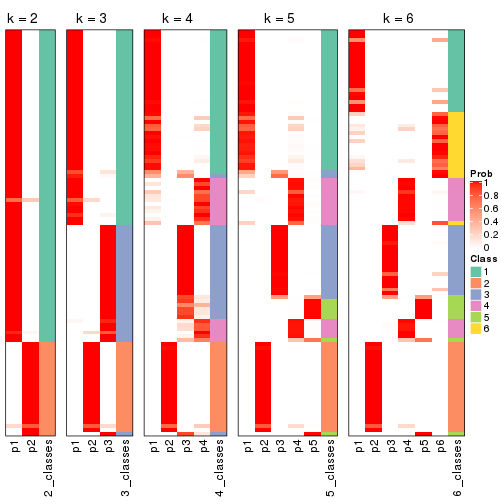 k = 2
k = 3
k = 4
k = 5
k = 6
p1
p2
2_classes
p1
p2
p3
3_classes
p1
p2
p3
p4
4_classes
p1
p2
p3
p4
p5
5_classes
p1
p2
p3
p4
p5
p6
6_classes
Prob
1
0.8
0.6
0.4
0.2
0
Class
1
2
3
4
5
6